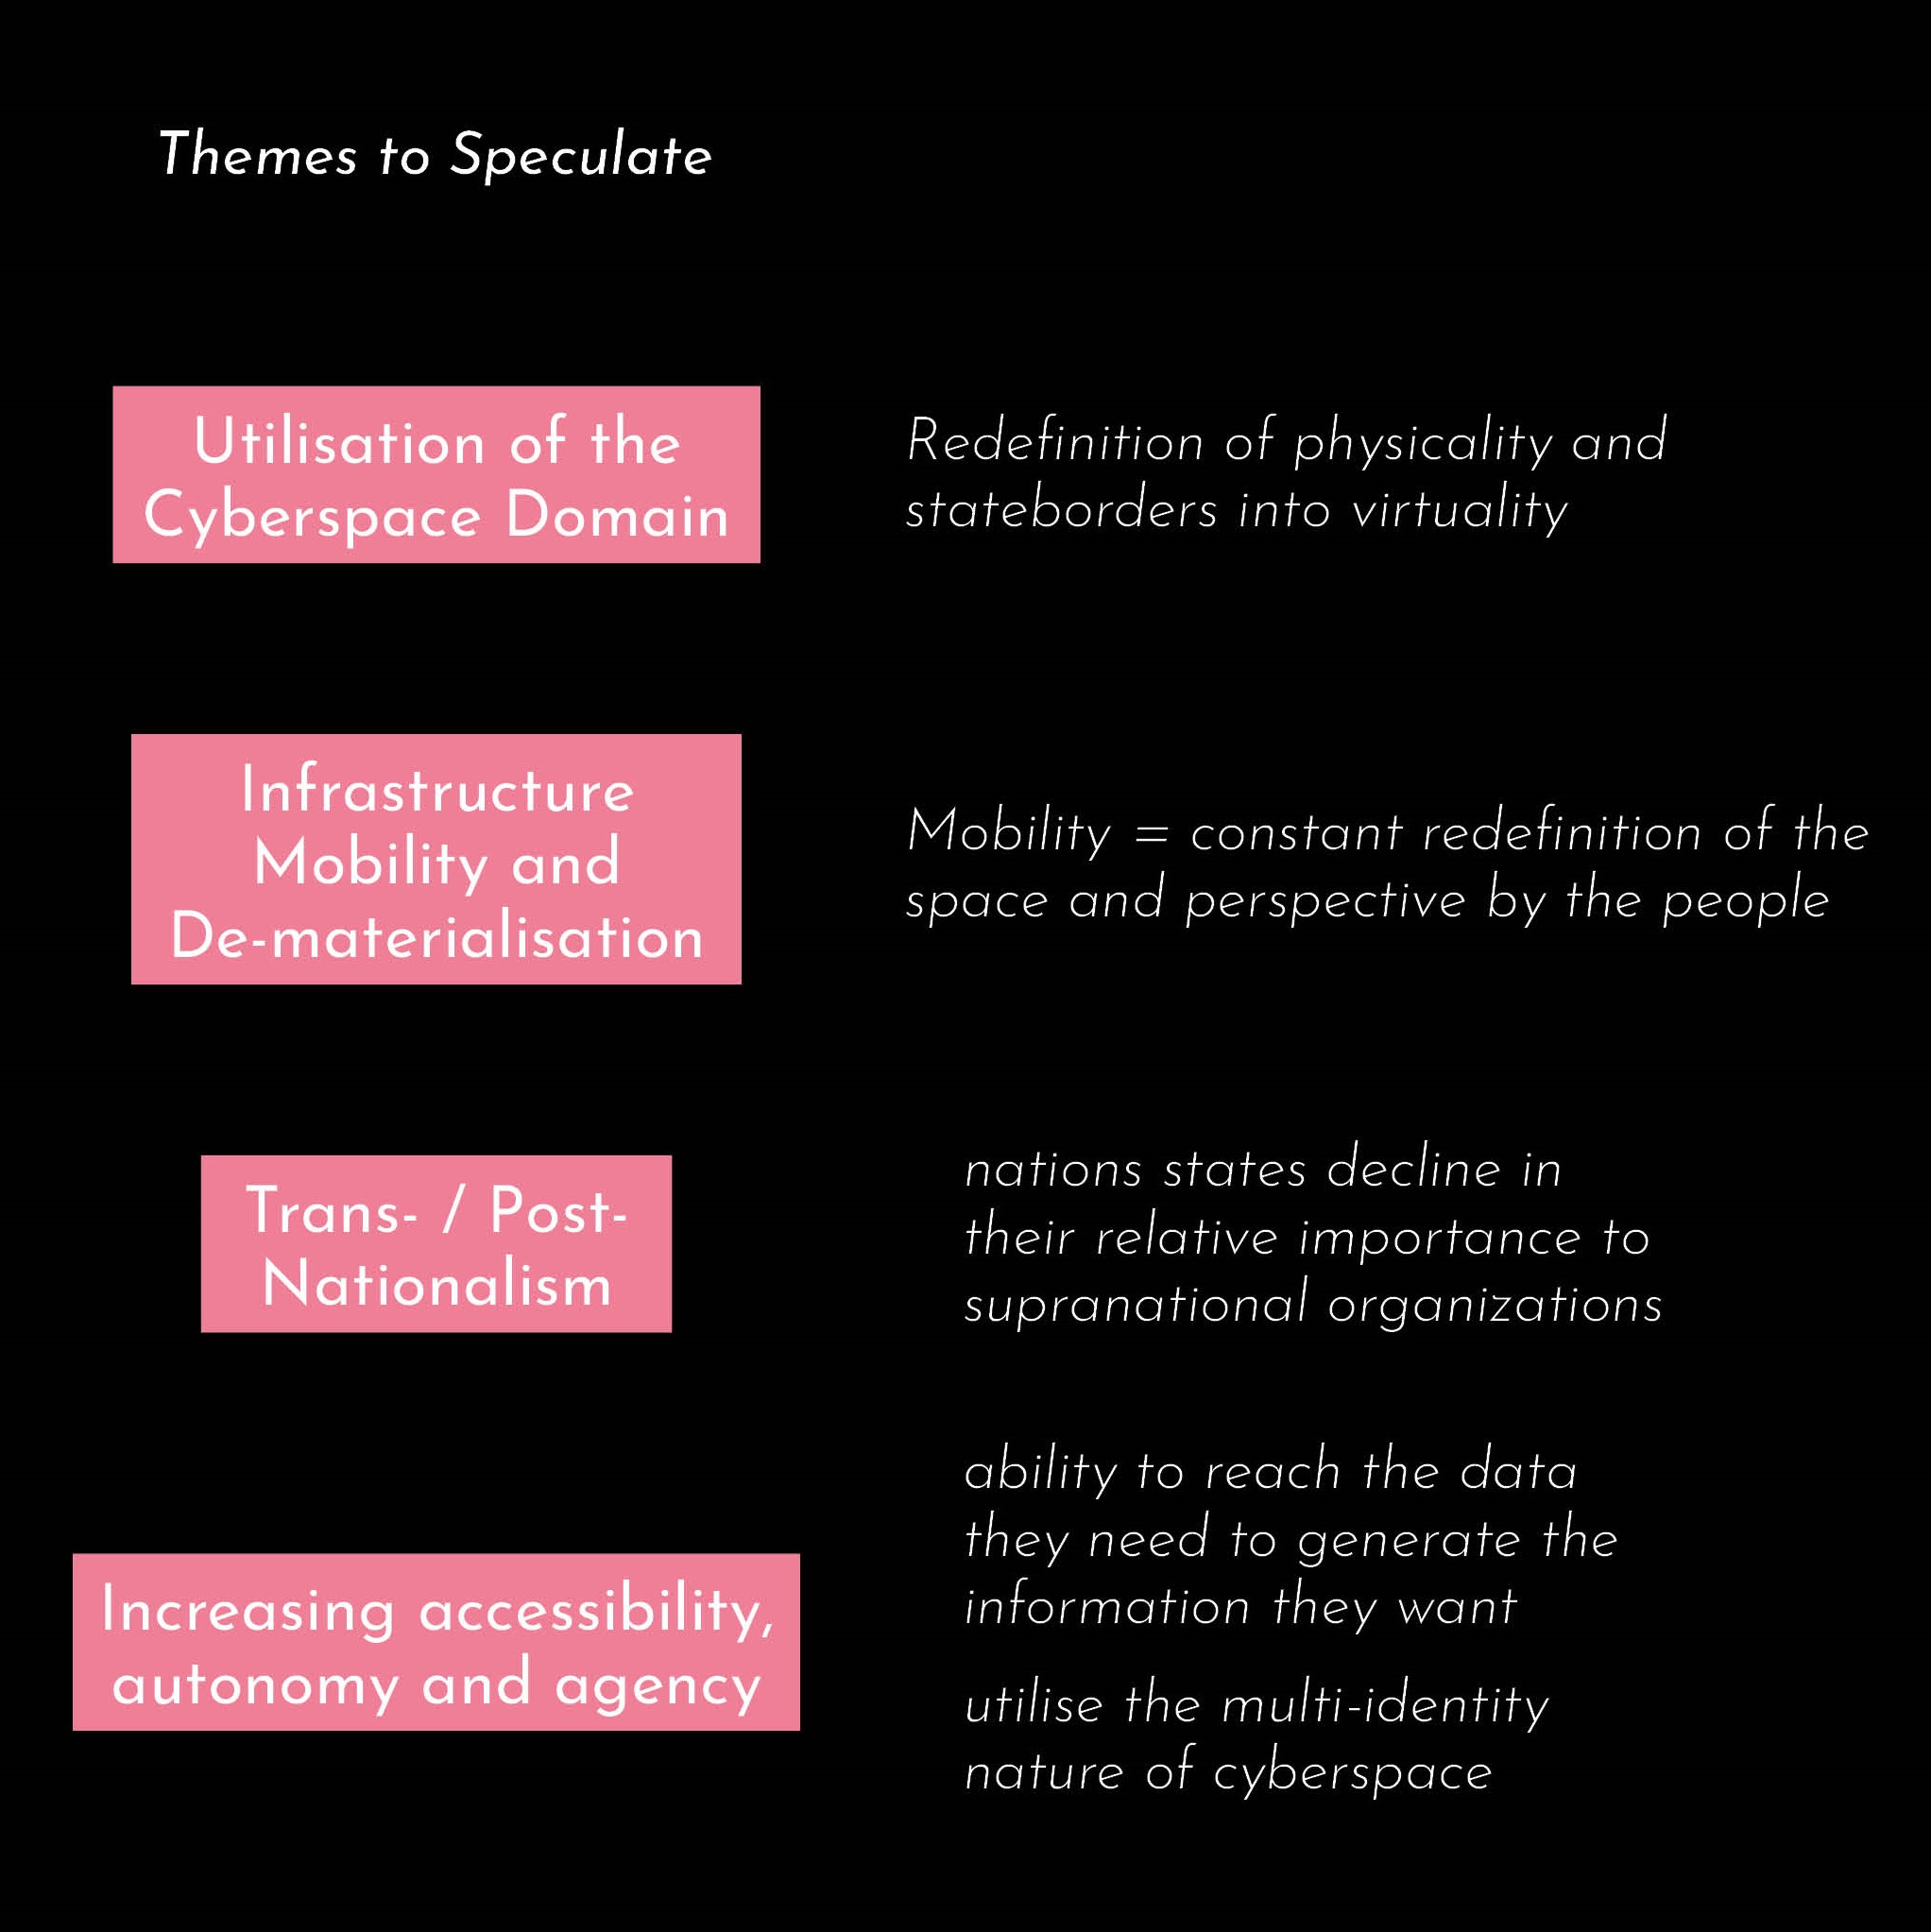 Themes to Speculate
Utilisation of the
Cyberspace Domain
Redefinition of physicality and
stateborders into virtuality
Infrastructure
Mobility and
De-materialisation
Mobility = constant redefinition of the
space and perspective by the people
Trans- / Post-
Nationalism
nations states decline in
their relative importance to
supranational organizations
Increasing accessibility,
autonomy and agency
ability to reach the data
they need to generate the
information they want
utilise the multi-identity
nature of cyberspace